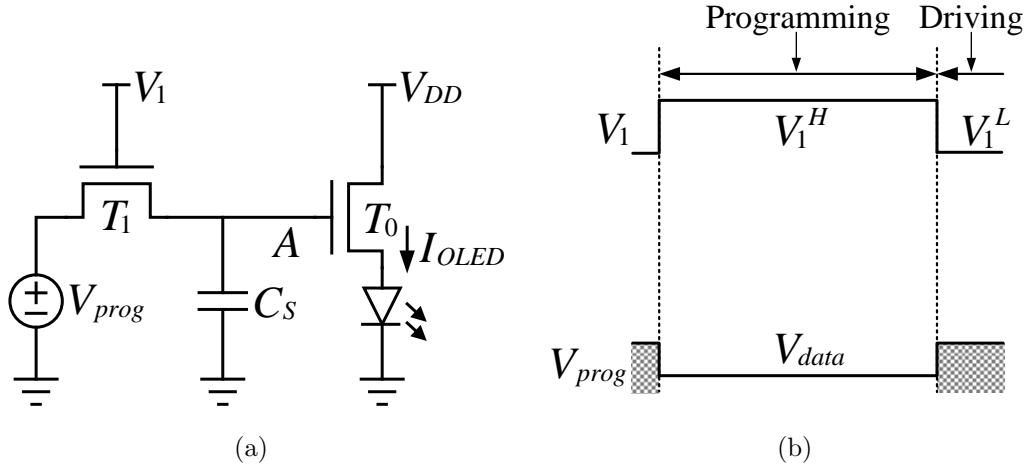 V1
VDD
T1
A
T0
IOLED
Vprog
CS
(a)
Programming
Driving
V1
V1H
V1L
Vprog
Vdata
(b)